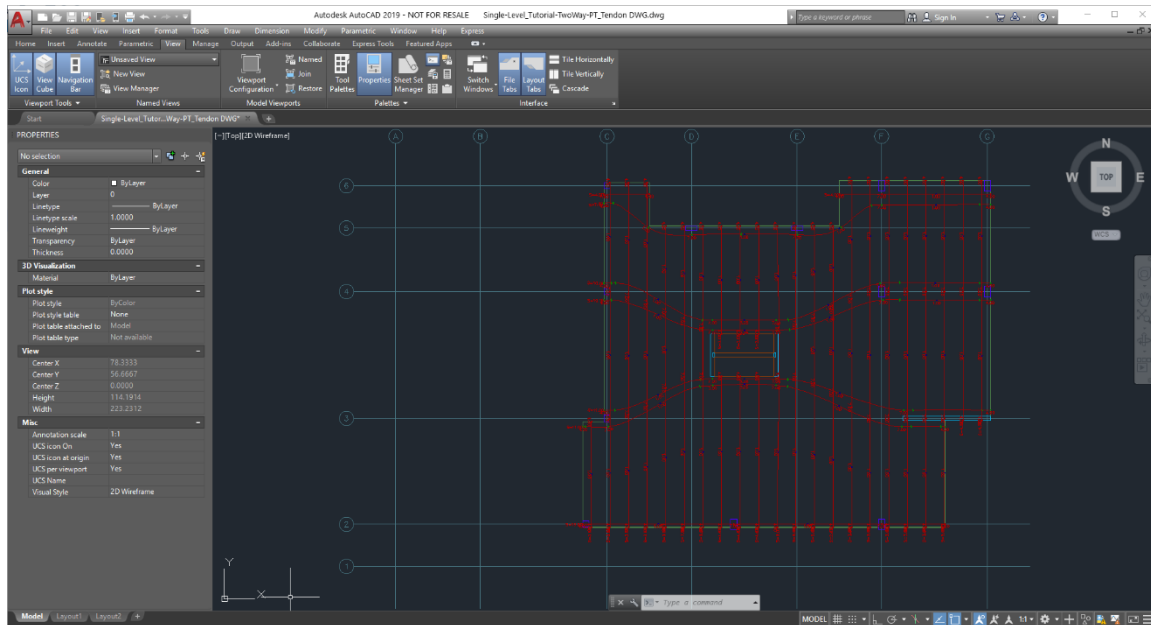 Autodesk AutoCAD 2019 - NOT FOR RESALE Single-Level_Tutorial-TwoWay-PT_Tendon DWG.dwg
Type a keyword or phrase
Sign In
File Edit View Insert Format Tools Draw Dimension Modify Parametric Window Help Express
Home Insert Annotate Parametric View Manage Output Add-ins Collaborate Express Tools Featured Apps
UCS Icon
View Cube
Navigation Bar
Viewport Tools
Unsaved View
New View
View Manager
Named Views
Viewport Configuration
Named
Join
Restore
Model Viewports
Tool Palettes
Properties
Sheet Set Manager
Palettes
Switch Windows
File Tabs
Layout Tabs
Tile Horizontally
Tile Vertically
Cascade
Interface
Start
Single-Level_Tutor...Way-PT_Tendon DWG*
PROPERTIES
No selection
General
Color ByLayer
Layer 0
Linetype ByLayer
Linetype scale 1.0000
Lineweight ByLayer
Transparency ByLayer
Thickness 0.0000
3D Visualization
Material ByLayer
Plot style
Plot style ByColor
Plot style table None
Plot table attached to Model
Plot table type Not available
View
Center X 78.3333
Center Y 56.6667
Center Z 0.0000
Height 114.1914
Width 223.2312
Misc
Annotation scale 1:1
UCS icon On Yes
UCS icon at origin Yes
UCS per viewport Yes
UCS Name
Visual Style 2D Wireframe
[−][Top][2D Wireframe]
A B C D E F G
6
5
4
3
2
1
N
W TOP E
S
WCS
Y
X
Type a command
Model Layout1 Layout2 +
MODEL
1:1